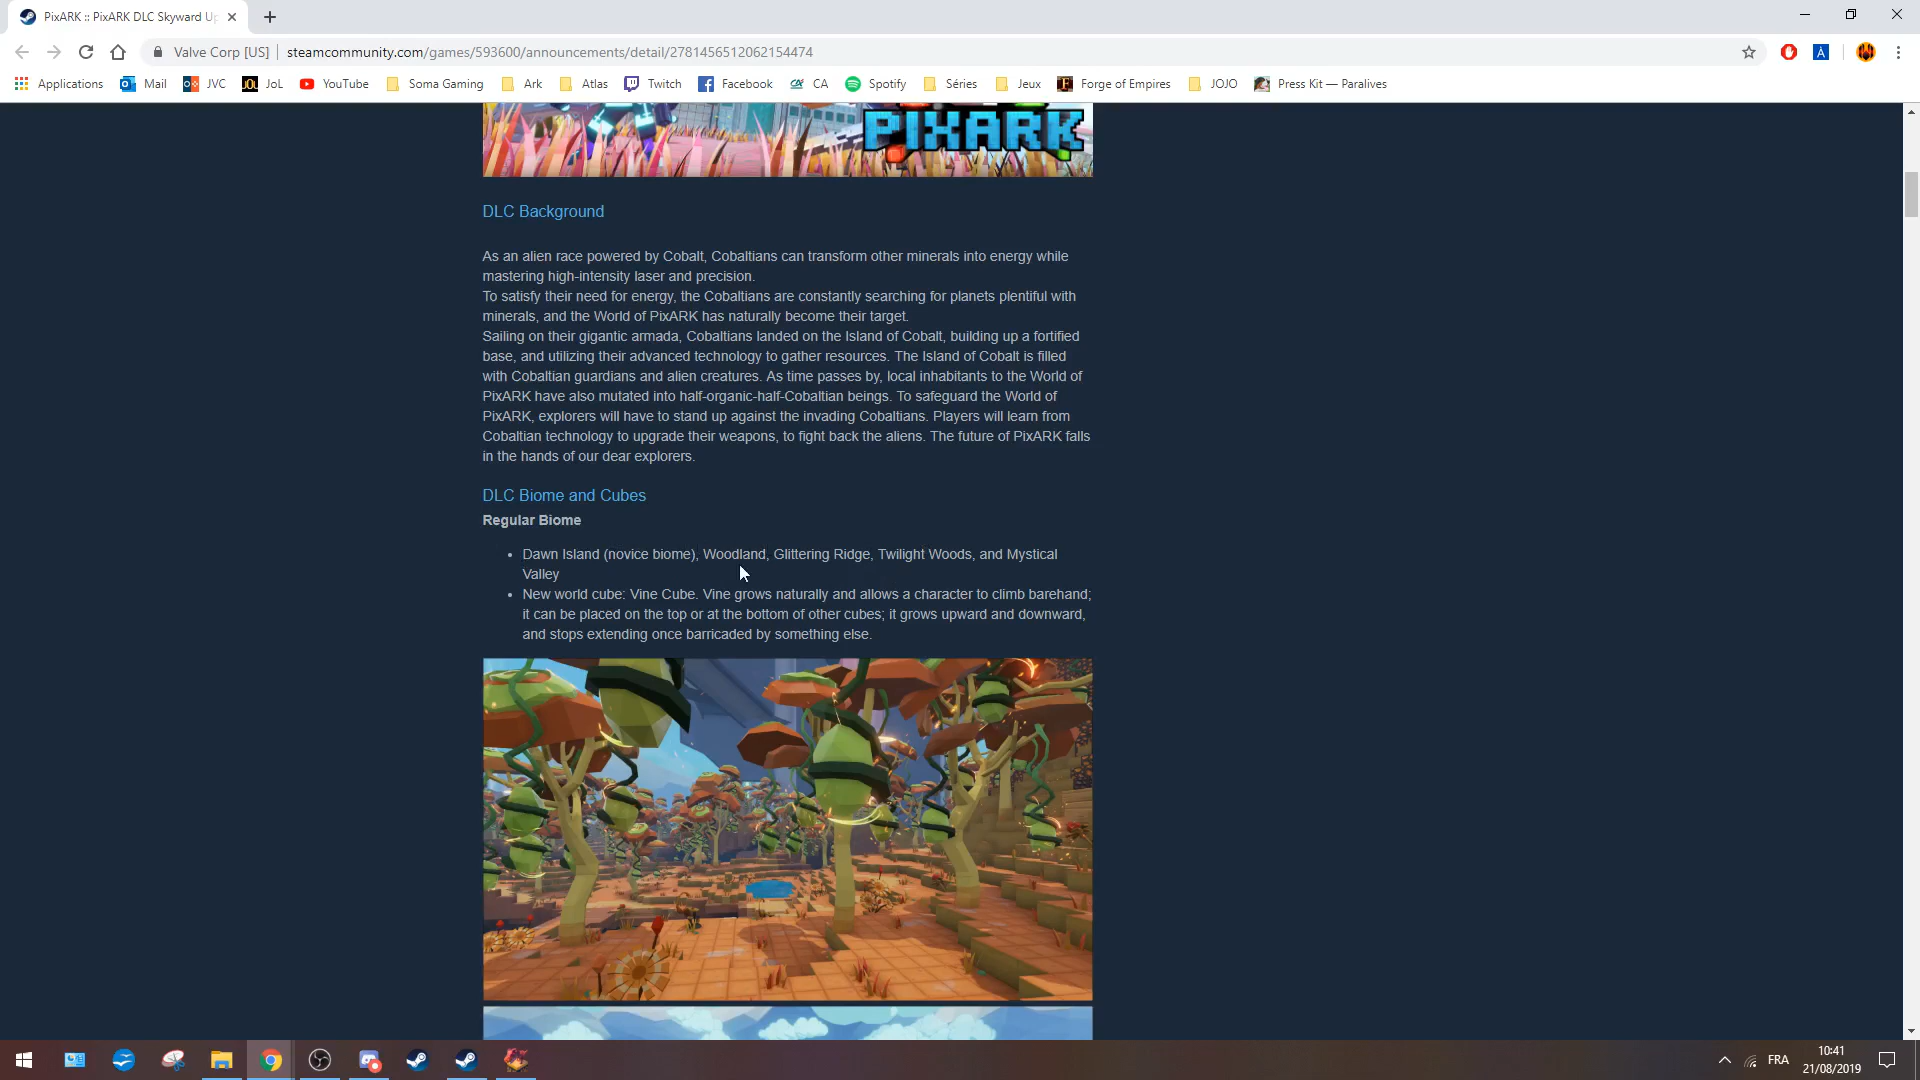 PixARK :: PixARK DLC Skyward Up
Valve Corp [US] steamcommunity.com/games/593600/announcements/detail/2781456512062154474
Applications Mail JVC JoL YouTube Soma Gaming Ark Atlas Twitch Facebook CA Spotify Séries Jeux Forge of Empires JOJO Press Kit — Paralives
PIXARK
DLC Background
As an alien race powered by Cobalt, Cobaltians can transform other minerals into energy while
mastering high-intensity laser and precision.
To satisfy their need for energy, the Cobaltians are constantly searching for planets plentiful with
minerals, and the World of PixARK has naturally become their target.
Sailing on their gigantic armada, Cobaltians landed on the Island of Cobalt, building up a fortified
base, and utilizing their advanced technology to gather resources. The Island of Cobalt is filled
with Cobaltian guardians and alien creatures. As time passes by, local inhabitants to the World of
PixARK have also mutated into half-organic-half-Cobaltian beings. To safeguard the World of
PixARK, explorers will have to stand up against the invading Cobaltians. Players will learn from
Cobaltian technology to upgrade their weapons, to fight back the aliens. The future of PixARK falls
in the hands of our dear explorers.
DLC Biome and Cubes
Regular Biome
• Dawn Island (novice biome), Woodland, Glittering Ridge, Twilight Woods, and Mystical
Valley
• New world cube: Vine Cube. Vine grows naturally and allows a character to climb barehand;
it can be placed on the top or at the bottom of other cubes; it grows upward and downward,
and stops extending once barricaded by something else.
FRA
10:41
21/08/2019